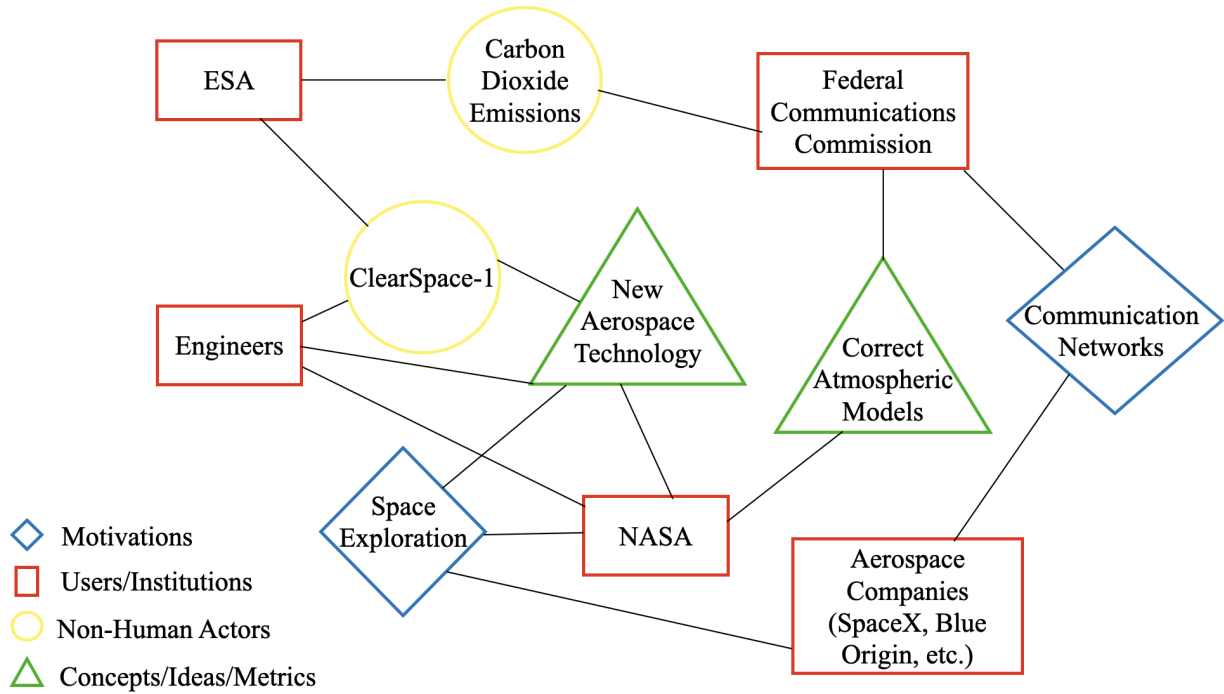 ESA
Carbon
Dioxide
Emissions
Federal
Communications
Commission
ClearSpace-1
New
Aerospace
Technology
Engineers
Correct
Atmospheric
Models
Communication
Networks
Space
Exploration
NASA
Aerospace
Companies
(SpaceX, Blue
Origin, etc.)
Motivations
Users/Institutions
Non-Human Actors
Concepts/Ideas/Metrics